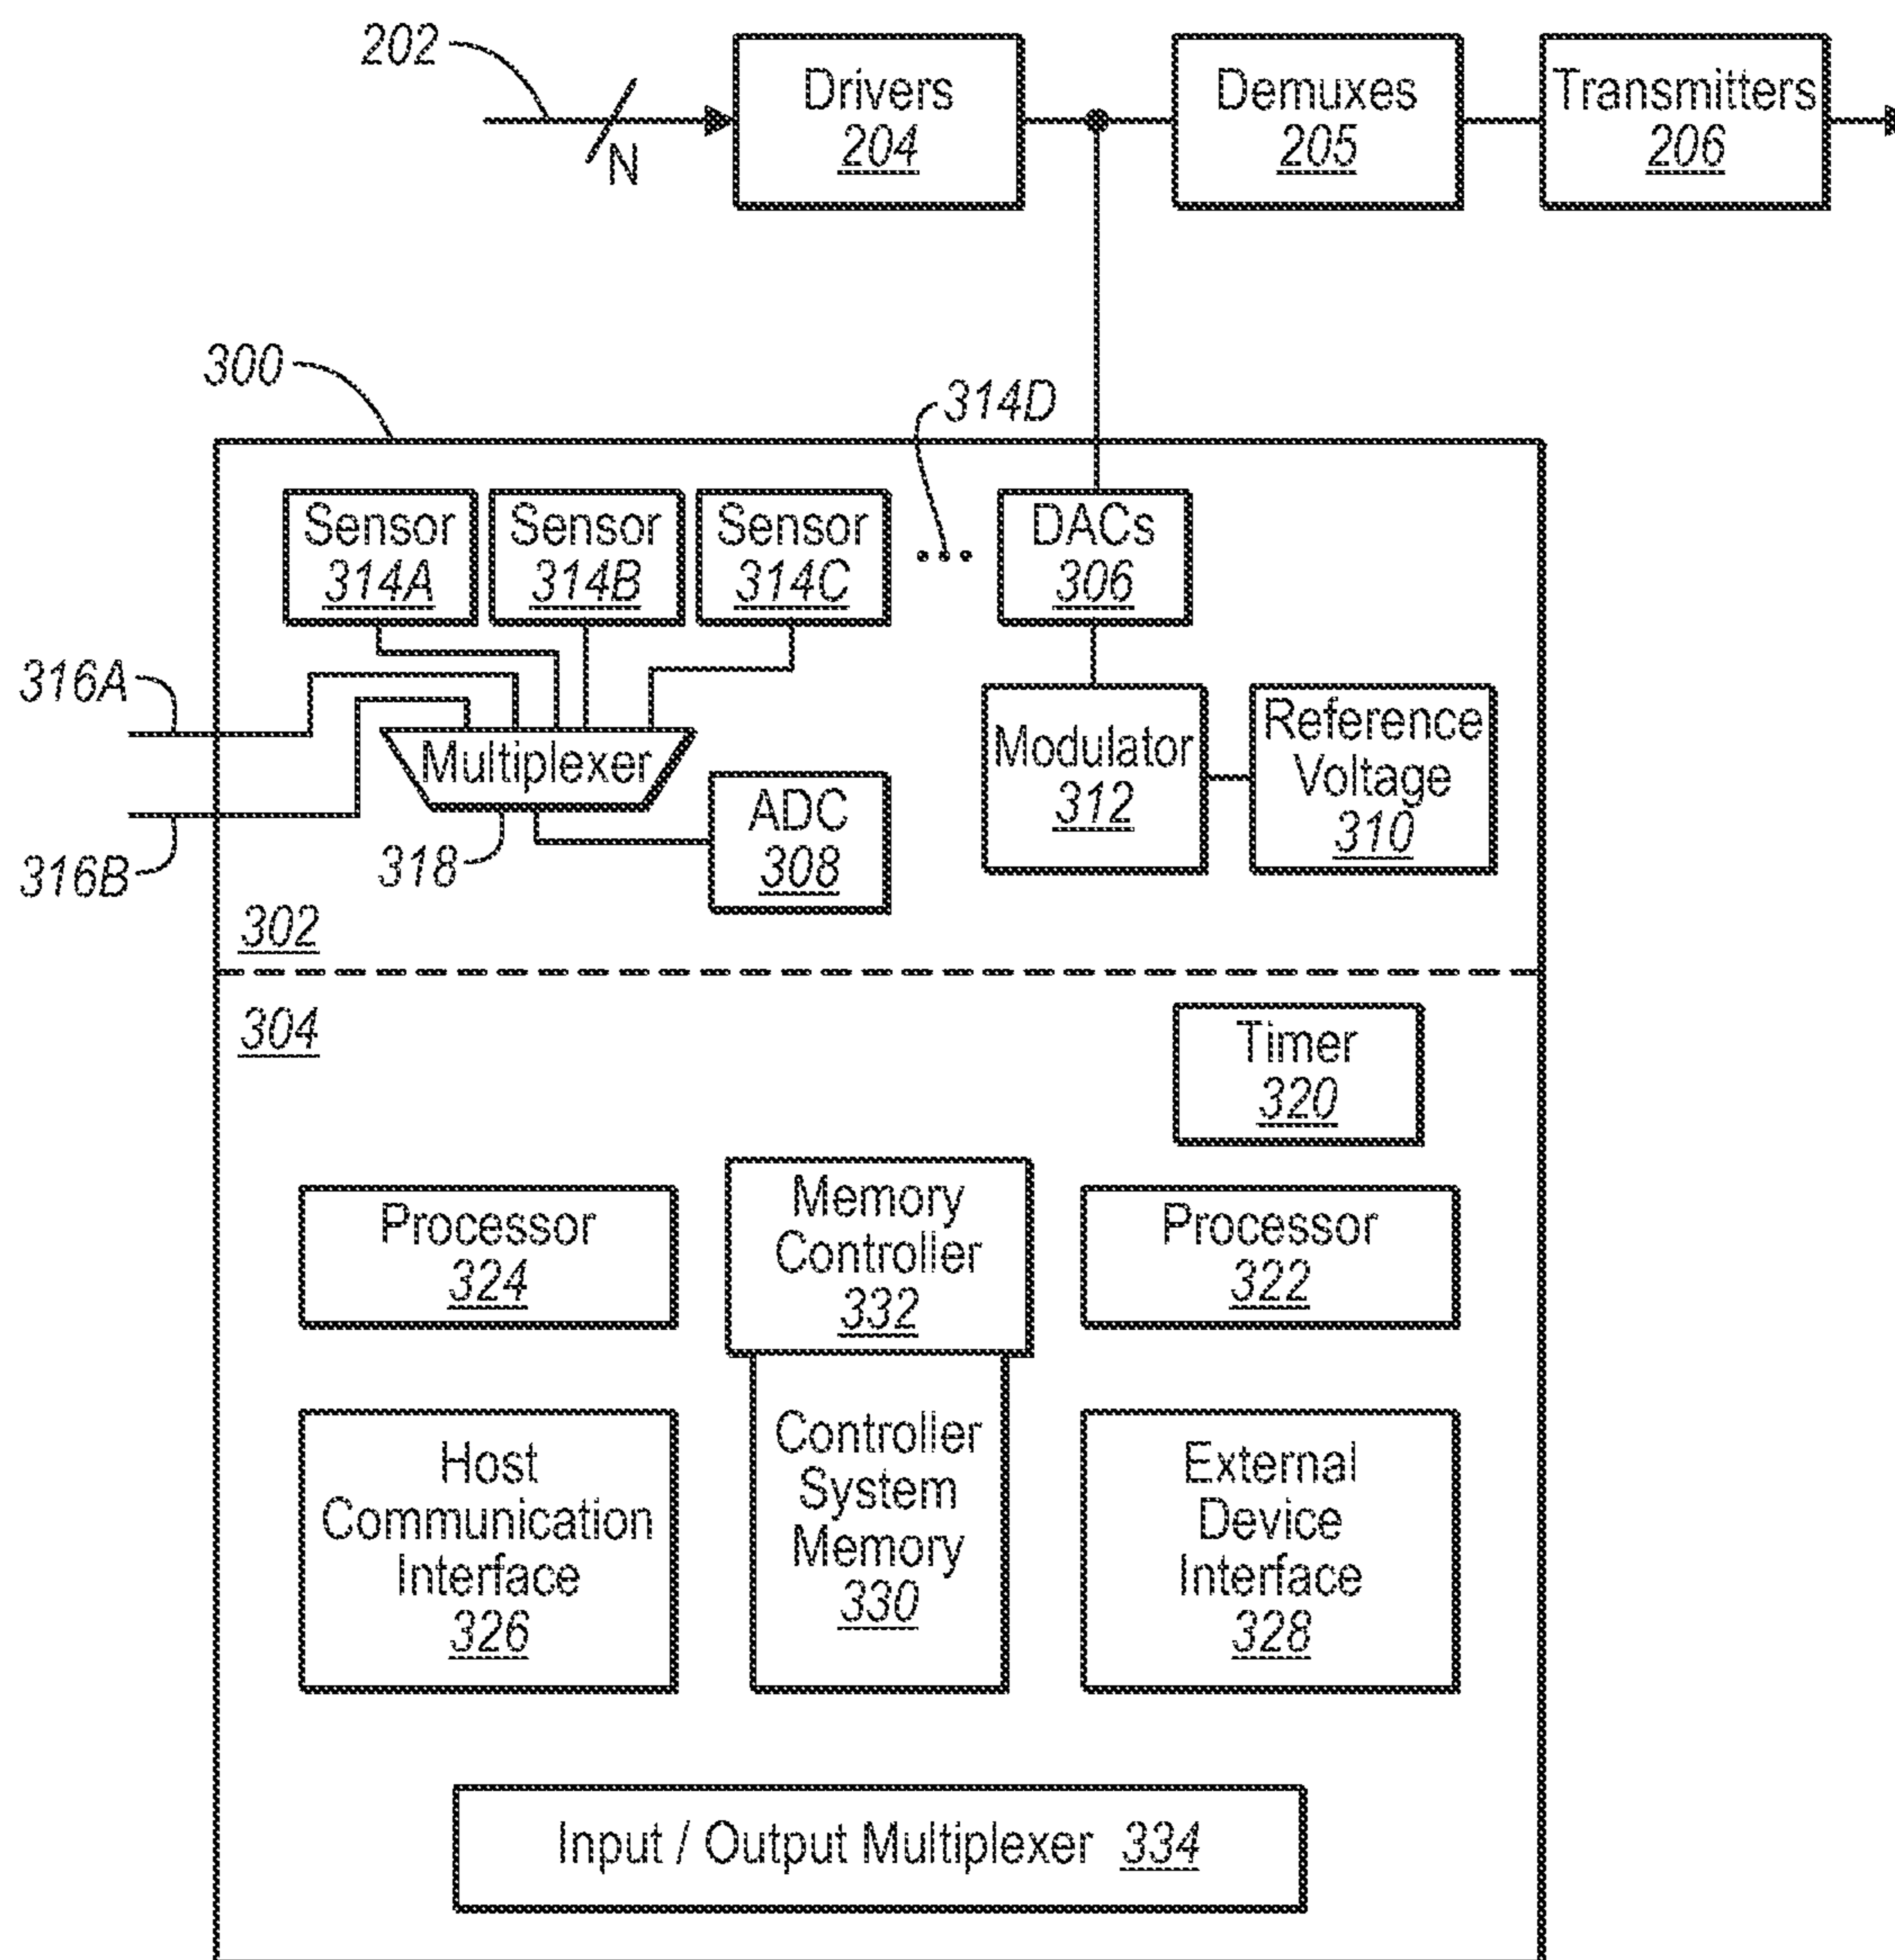 202
N
Drivers
204
Demuxes
205
Transmitters
206
300
314D
Sensor
314A
Sensor
314B
Sensor
314C
...
DACs
306
316A
316B
Multiplexer
318
ADC
308
Modulator
312
Reference
Voltage
310
302
304
Timer
320
Processor
324
Memory
Controller
332
Processor
322
Host
Communication
Interface
326
Controller
System
Memory
330
External
Device
Interface
328
Input / Output Multiplexer 334